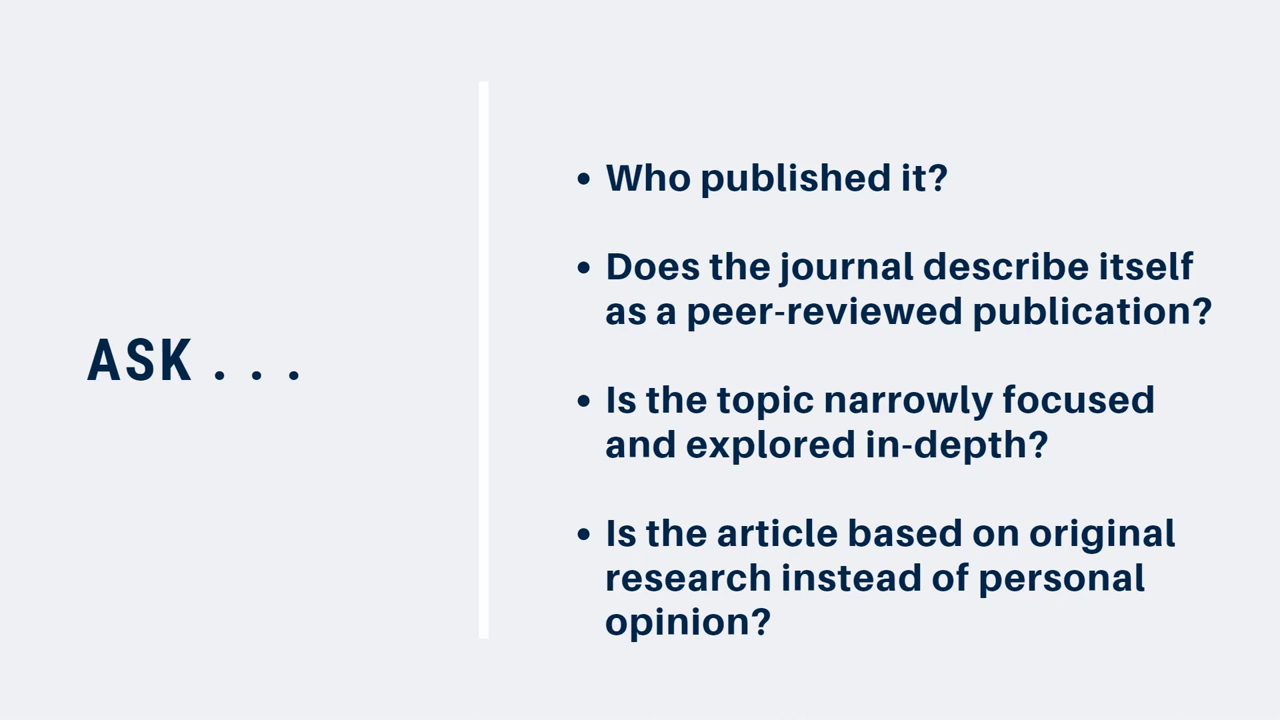 ASK . . .
• Who published it?
• Does the journal describe itself
as a peer-reviewed publication?
• Is the topic narrowly focused
and explored in-depth?
• Is the article based on original
research instead of personal
opinion?